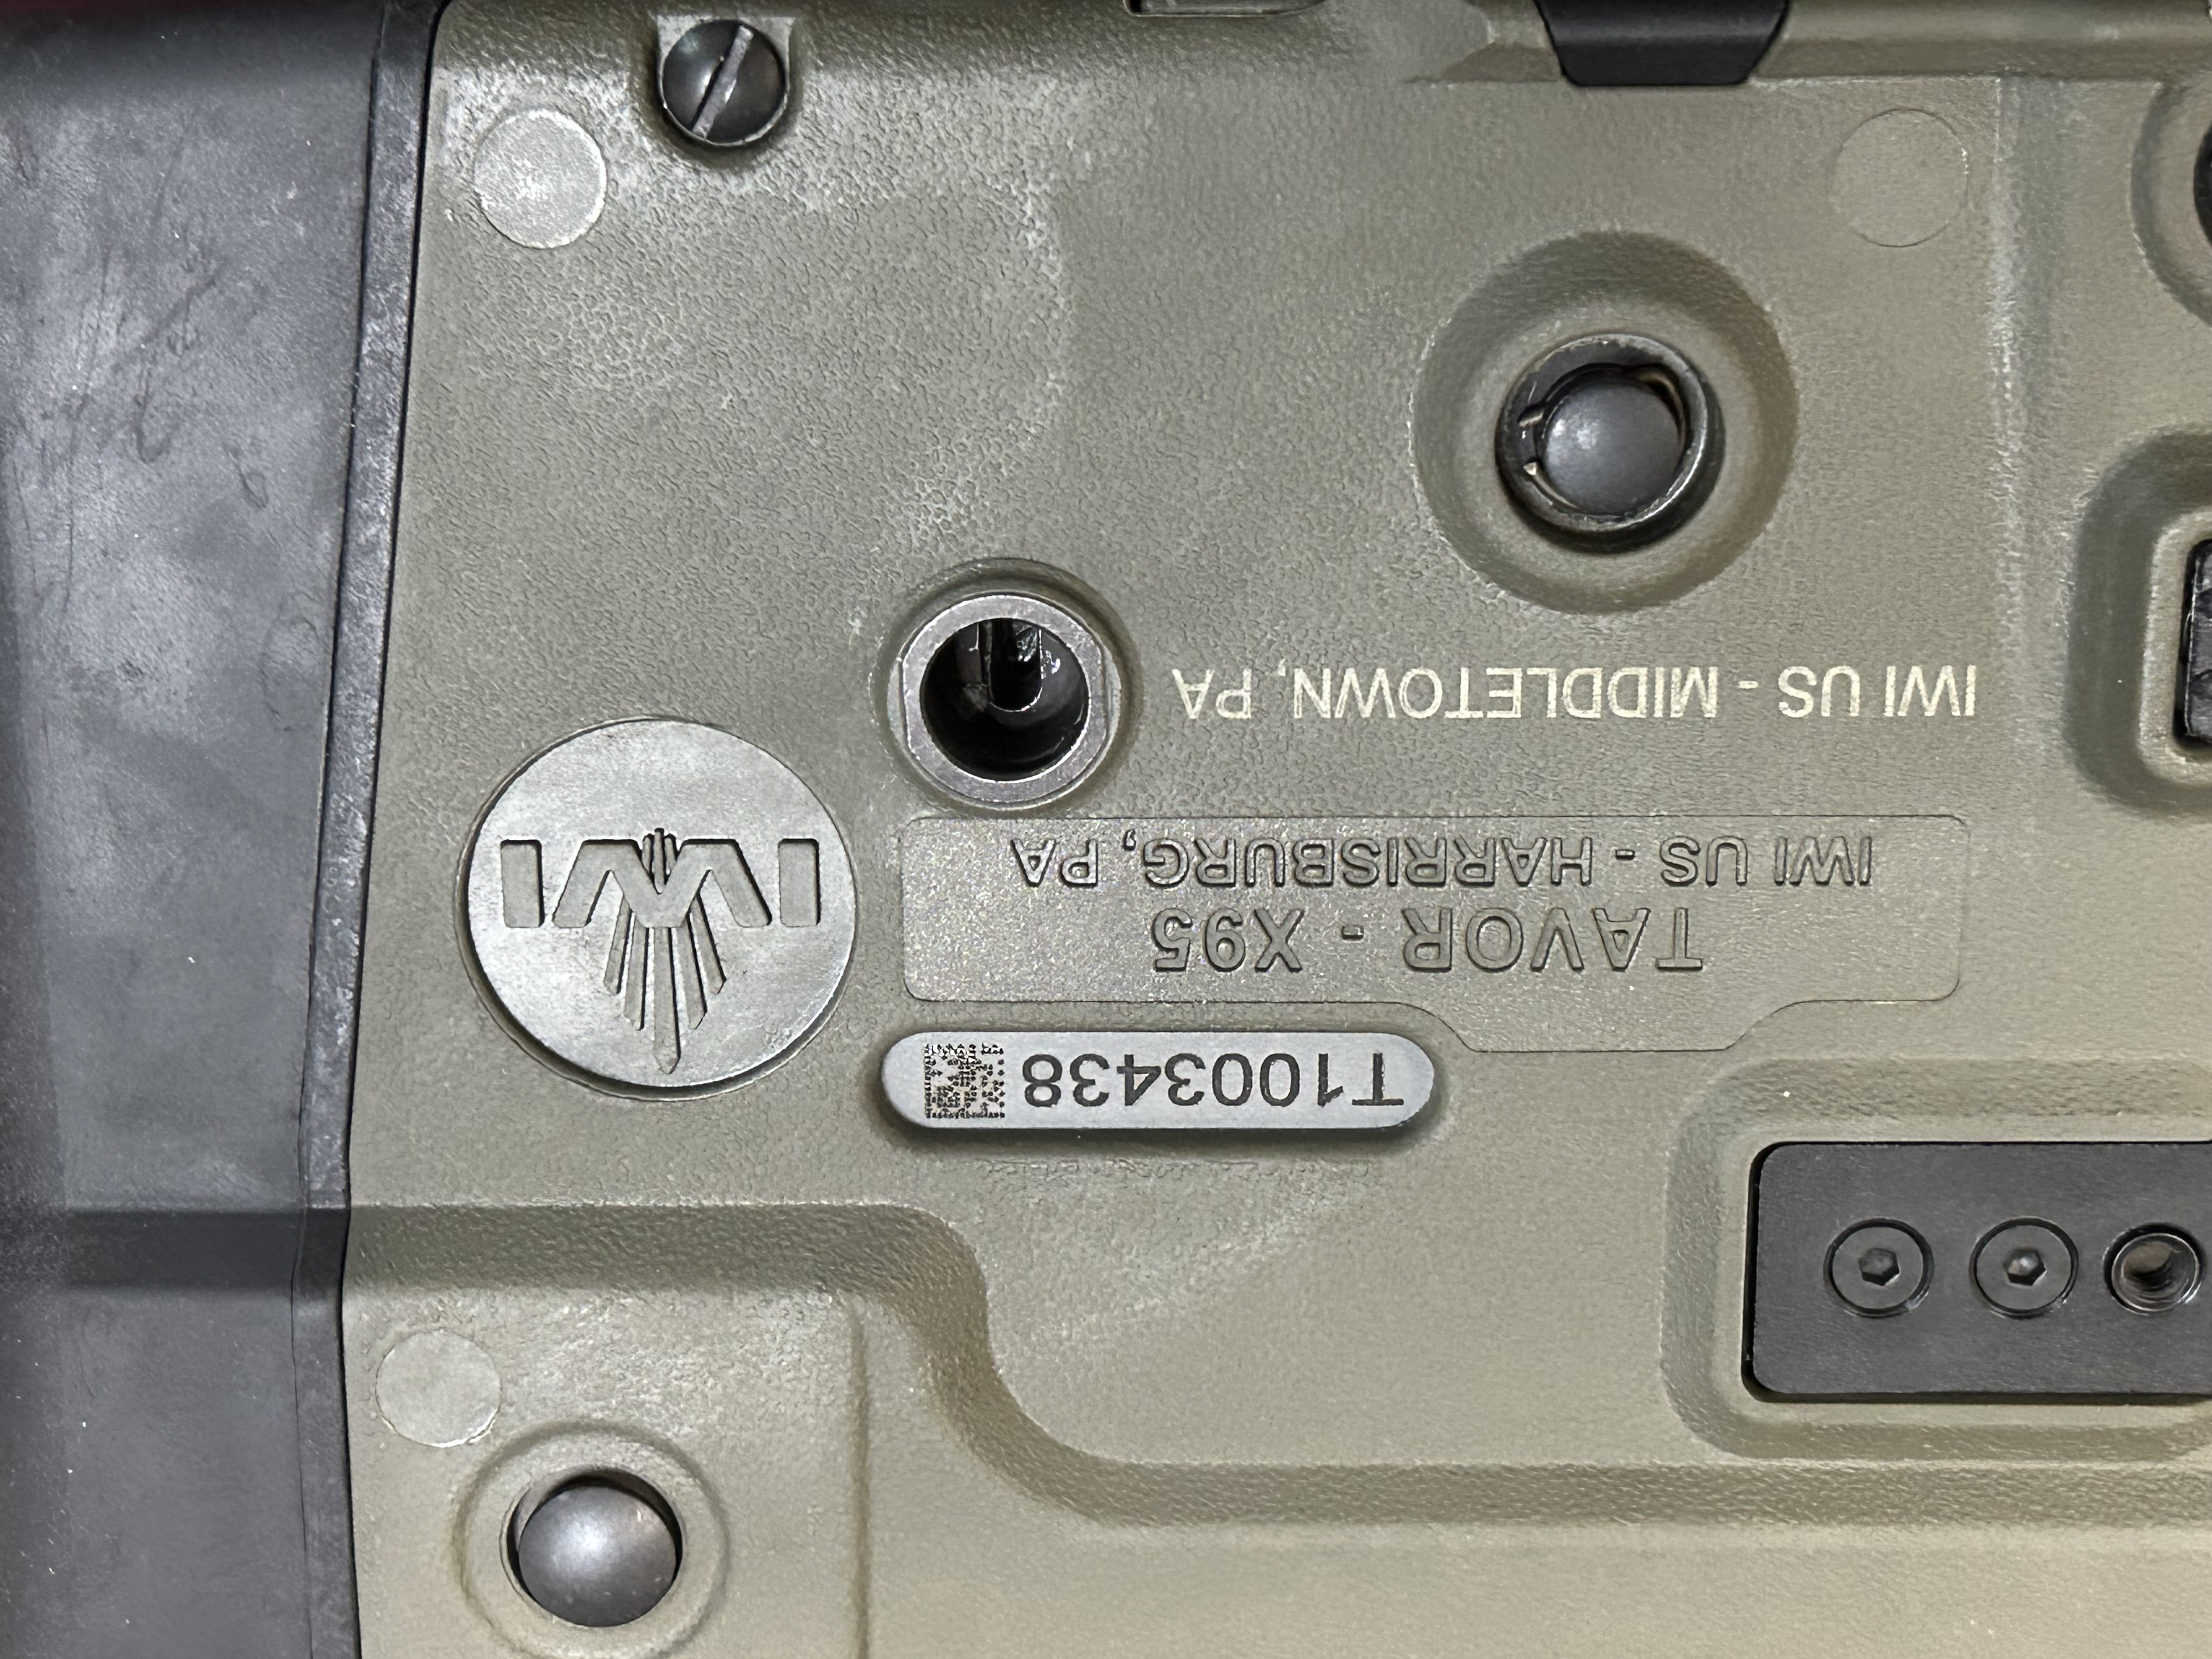 T1003438
TAVOR - X95
IWI US - HARRISBURG, PA
IWI US - MIDDLETOWN, PA
IWI